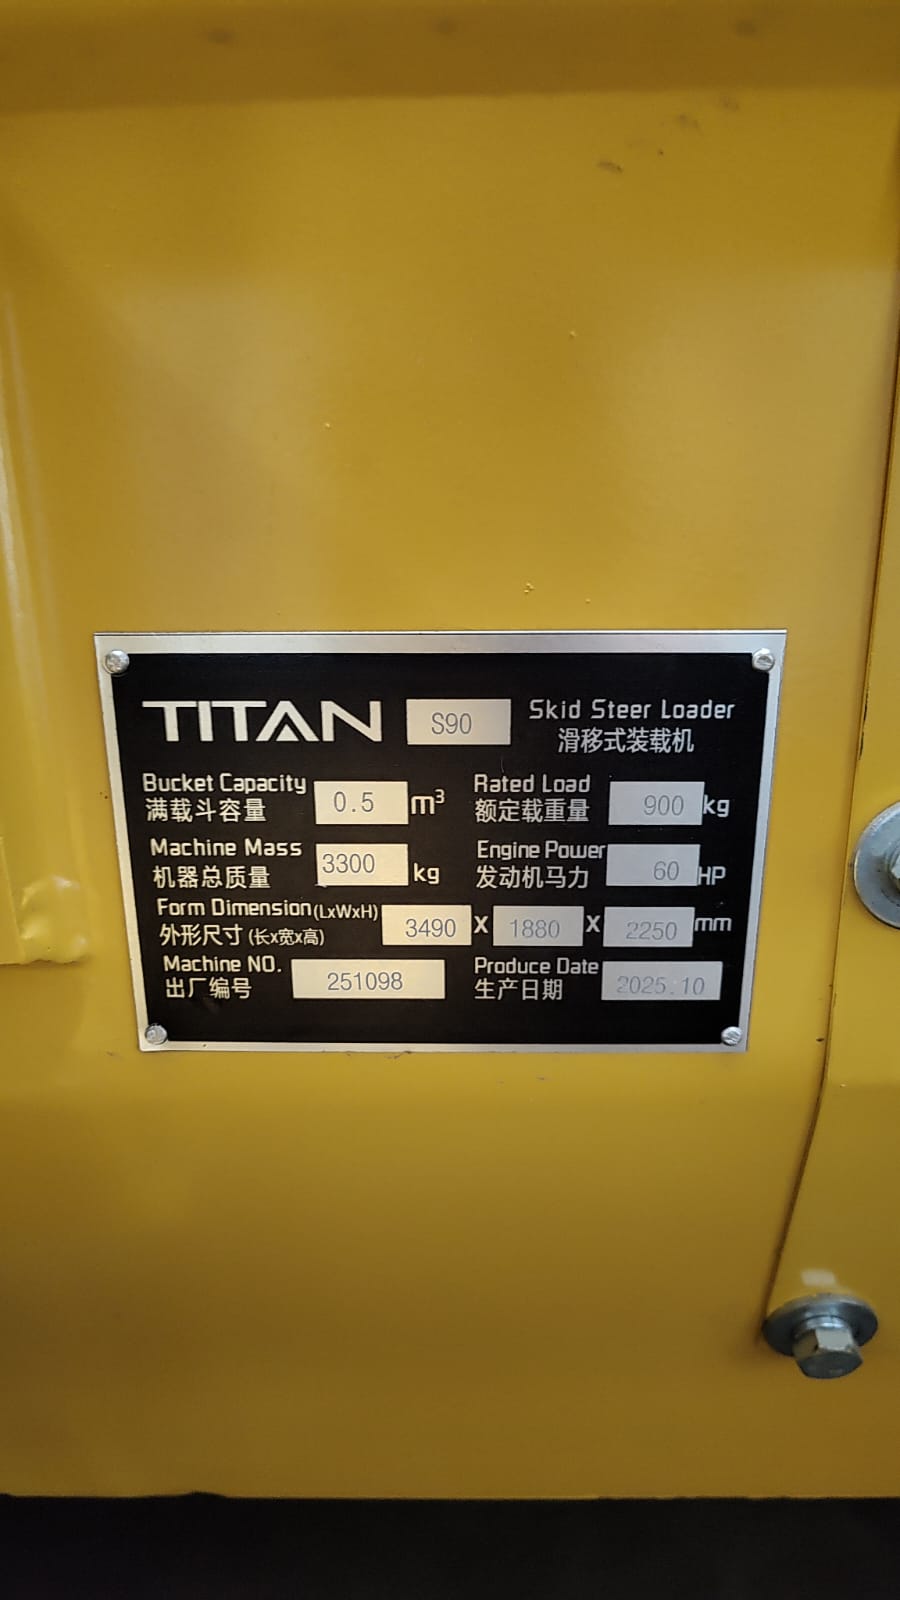 TITAN S90 Skid Steer Loader
滑移式装载机
Bucket Capacity 0.5 m³ Rated Load 900 kg
满载斗容量 额定载重量
Machine Mass 3300 kg Engine Power 60 HP
机器总质量 发动机马力
Form Dimension(LxWxH) 3490 X 1880 X 2250 mm
外形尺寸(长x宽x高)
Machine NO. 251098 Produce Date 2025.10
出厂编号 生产日期